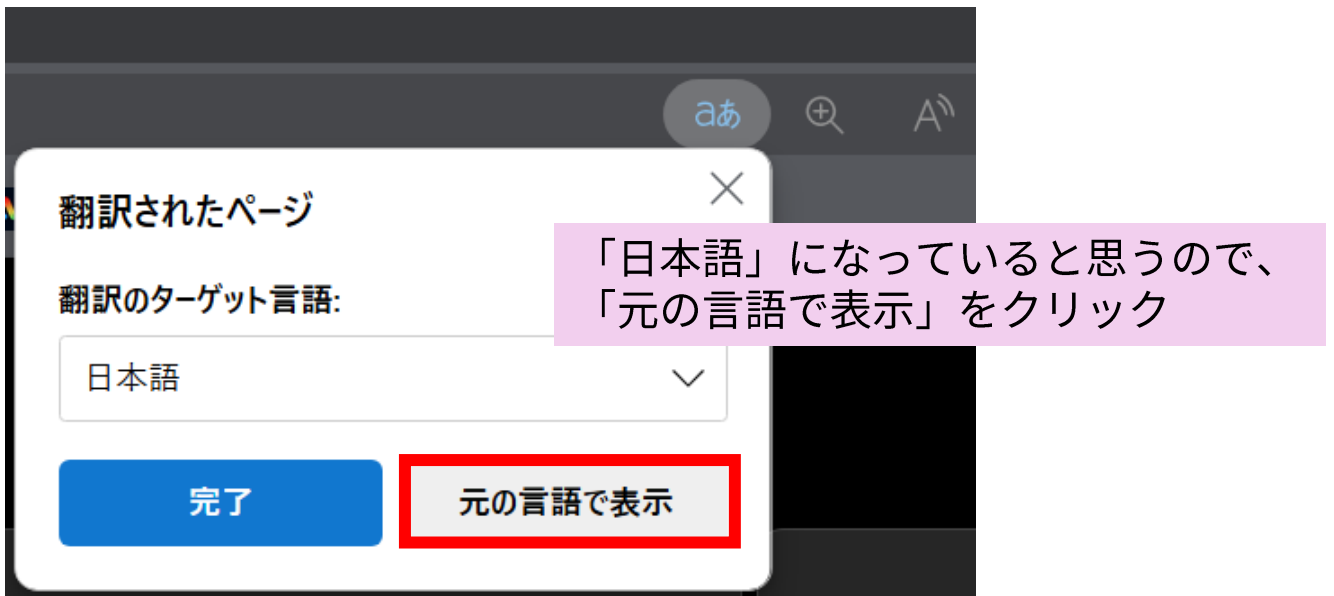 aあ
A
翻訳されたページ
「日本語」になっていると思うので、
「元の言語で表示」をクリック
翻訳のターゲット言語:
日本語
完了
元の言語で表示